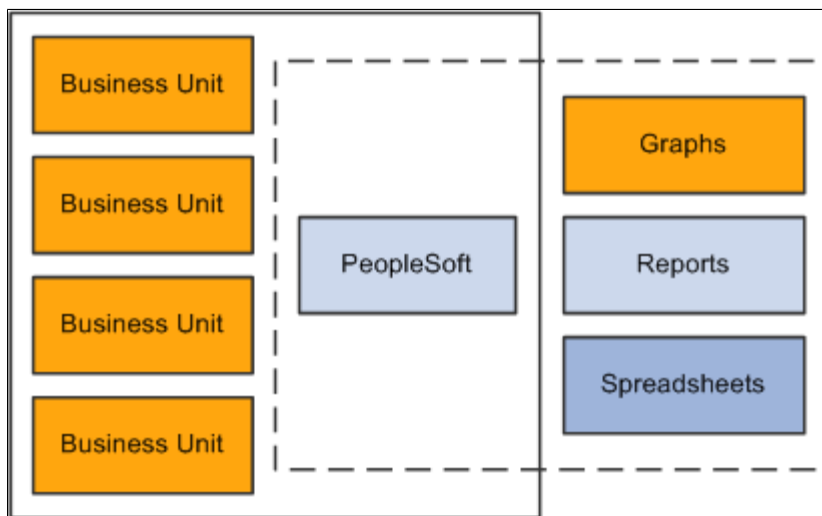 Business Unit
Business Unit
Business Unit
Business Unit
PeopleSoft
Graphs
Reports
Spreadsheets